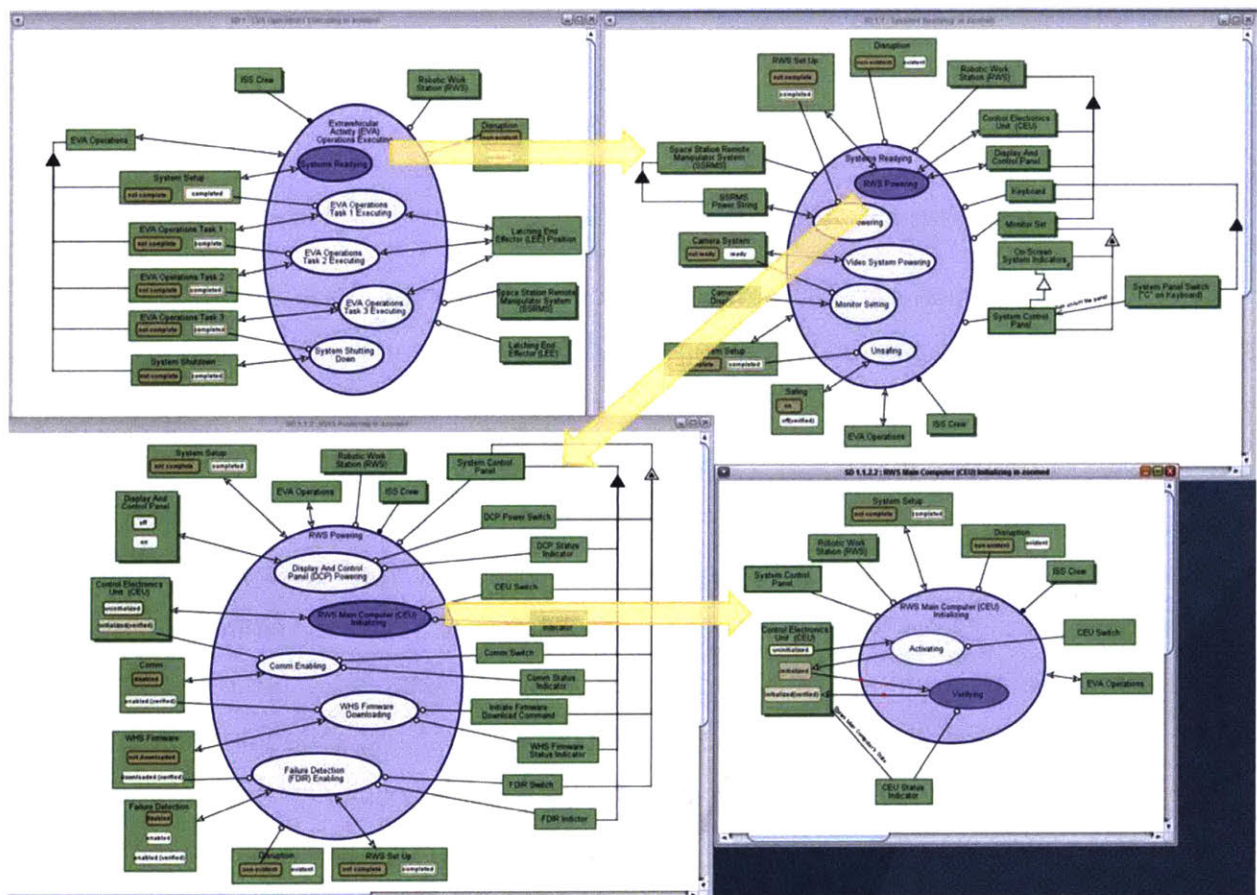 SD 1 : EVA Operations Executing in zoomed
ISS Crew
Robotic Work
Station (RWS)
Extravehicular
Activity (EVA)
Operations Executing
EVA Operations
Disruption
non-existent
Systems Readying
System Setup
not complete
completed
EVA Operations
Task 1 Executing
EVA Operations Task 1
not complete
complete
Latching End
Effector (LEE) Position
EVA Operations
Task 2 Executing
EVA Operations Task 2
not complete
completed
EVA Operations
Task 3 Executing
Space Station Remote
Manipulator System
(SSRMS)
EVA Operations Task 3
not complete
completed
Latching End
Effector (LEE)
System Shutting
Down
System Shutdown
not complete
completed
Disruption
non-existent
existent
RWS Set Up
not complete
completed
Robotic Work
Station (RWS)
Control Electronics
Unit (CEU)
Space Station Remote
Manipulator System
(SSRMS)
Systems Readying
Display And
Control Panel
RWS Powering
Keyboard
SSRMS
Power String
Powering
Monitor Set
Camera System
not ready
ready
Video System Powering
On-Screen
System Indicators
Camera
Monitor Setting
System Panel Switch
("C" on Keyboard)
System Control
Panel
System Setup
not complete
completed
Unsafing
Safing
on
off(verified)
EVA Operations
ISS Crew
System Setup
not complete
completed
Robotic Work
Station (RWS)
System Control
Panel
EVA Operations
ISS Crew
Display And
Control Panel
off
on
RWS Powering
DCP Power Switch
Display And Control
Panel (DCP) Powering
DCP Status
Indicator
Control Electronics
Unit (CEU)
uninitialized
initialized(verified)
CEU Switch
RWS Main Computer (CEU)
Initializing
Indicator
Comm Switch
Comm Enabling
Comm
disabled
enabled (verified)
Comm Status
Indicator
WHS Firmware
Downloading
Initiate Firmware
Download Command
WHS Firmware
not downloaded
downloaded (verified)
WHS Firmware
Status Indicator
Failure Detection
(FDIR) Enabling
FDIR Switch
Failure Detection
disabled
enabled
enabled (verified)
FDIR Indictor
Disruption
non-existent
existent
RWS Set Up
not complete
completed
SD 1.1.2.2 : RWS Main Computer (CEU) Initializing in zoomed
System Setup
not complete
completed
Robotic Work
Station (RWS)
Disruption
non-existent
existent
System Control
Panel
ISS Crew
RWS Main Computer (CEU)
Initializing
Control Electronics
Unit (CEU)
uninitialized
initialized
initialized(verified)
Activating
CEU Switch
Verifying
EVA Operations
CEU Status
Indicator